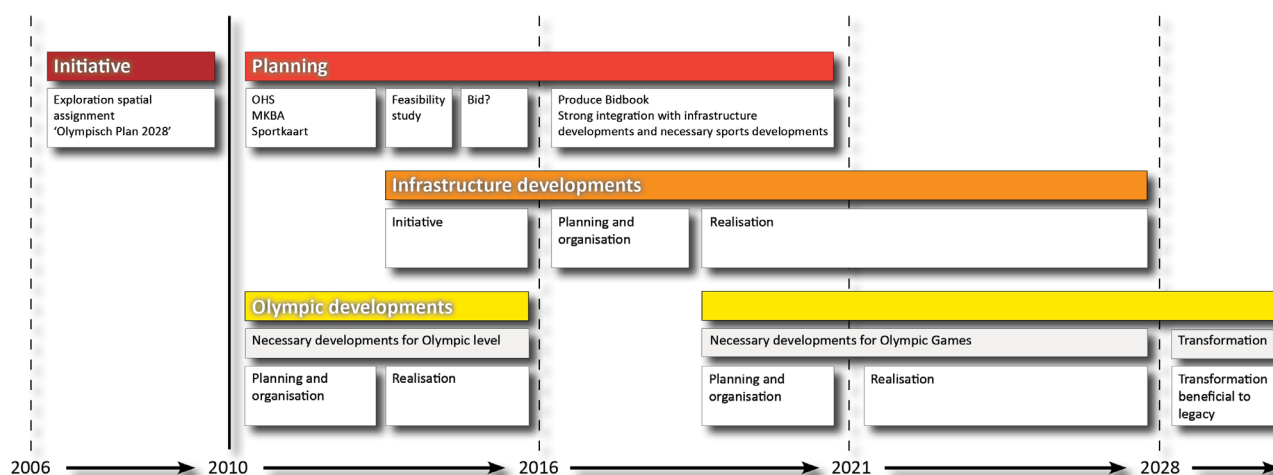 Initiative
Exploration spatial
assignment
'Olympisch Plan 2028'
Planning
OHS
MKBA
Sportkaart
Feasibility
study
Bid?
Produce Bidbook
Strong integration with infrastructure
developments and necessary sports developments
Infrastructure developments
Initiative
Planning and
organisation
Realisation
Olympic developments
Necessary developments for Olympic level
Planning and
organisation
Realisation
Necessary developments for Olympic Games
Planning and
organisation
Realisation
Transformation
Transformation
beneficial to
legacy
2006
2010
2016
2021
2028